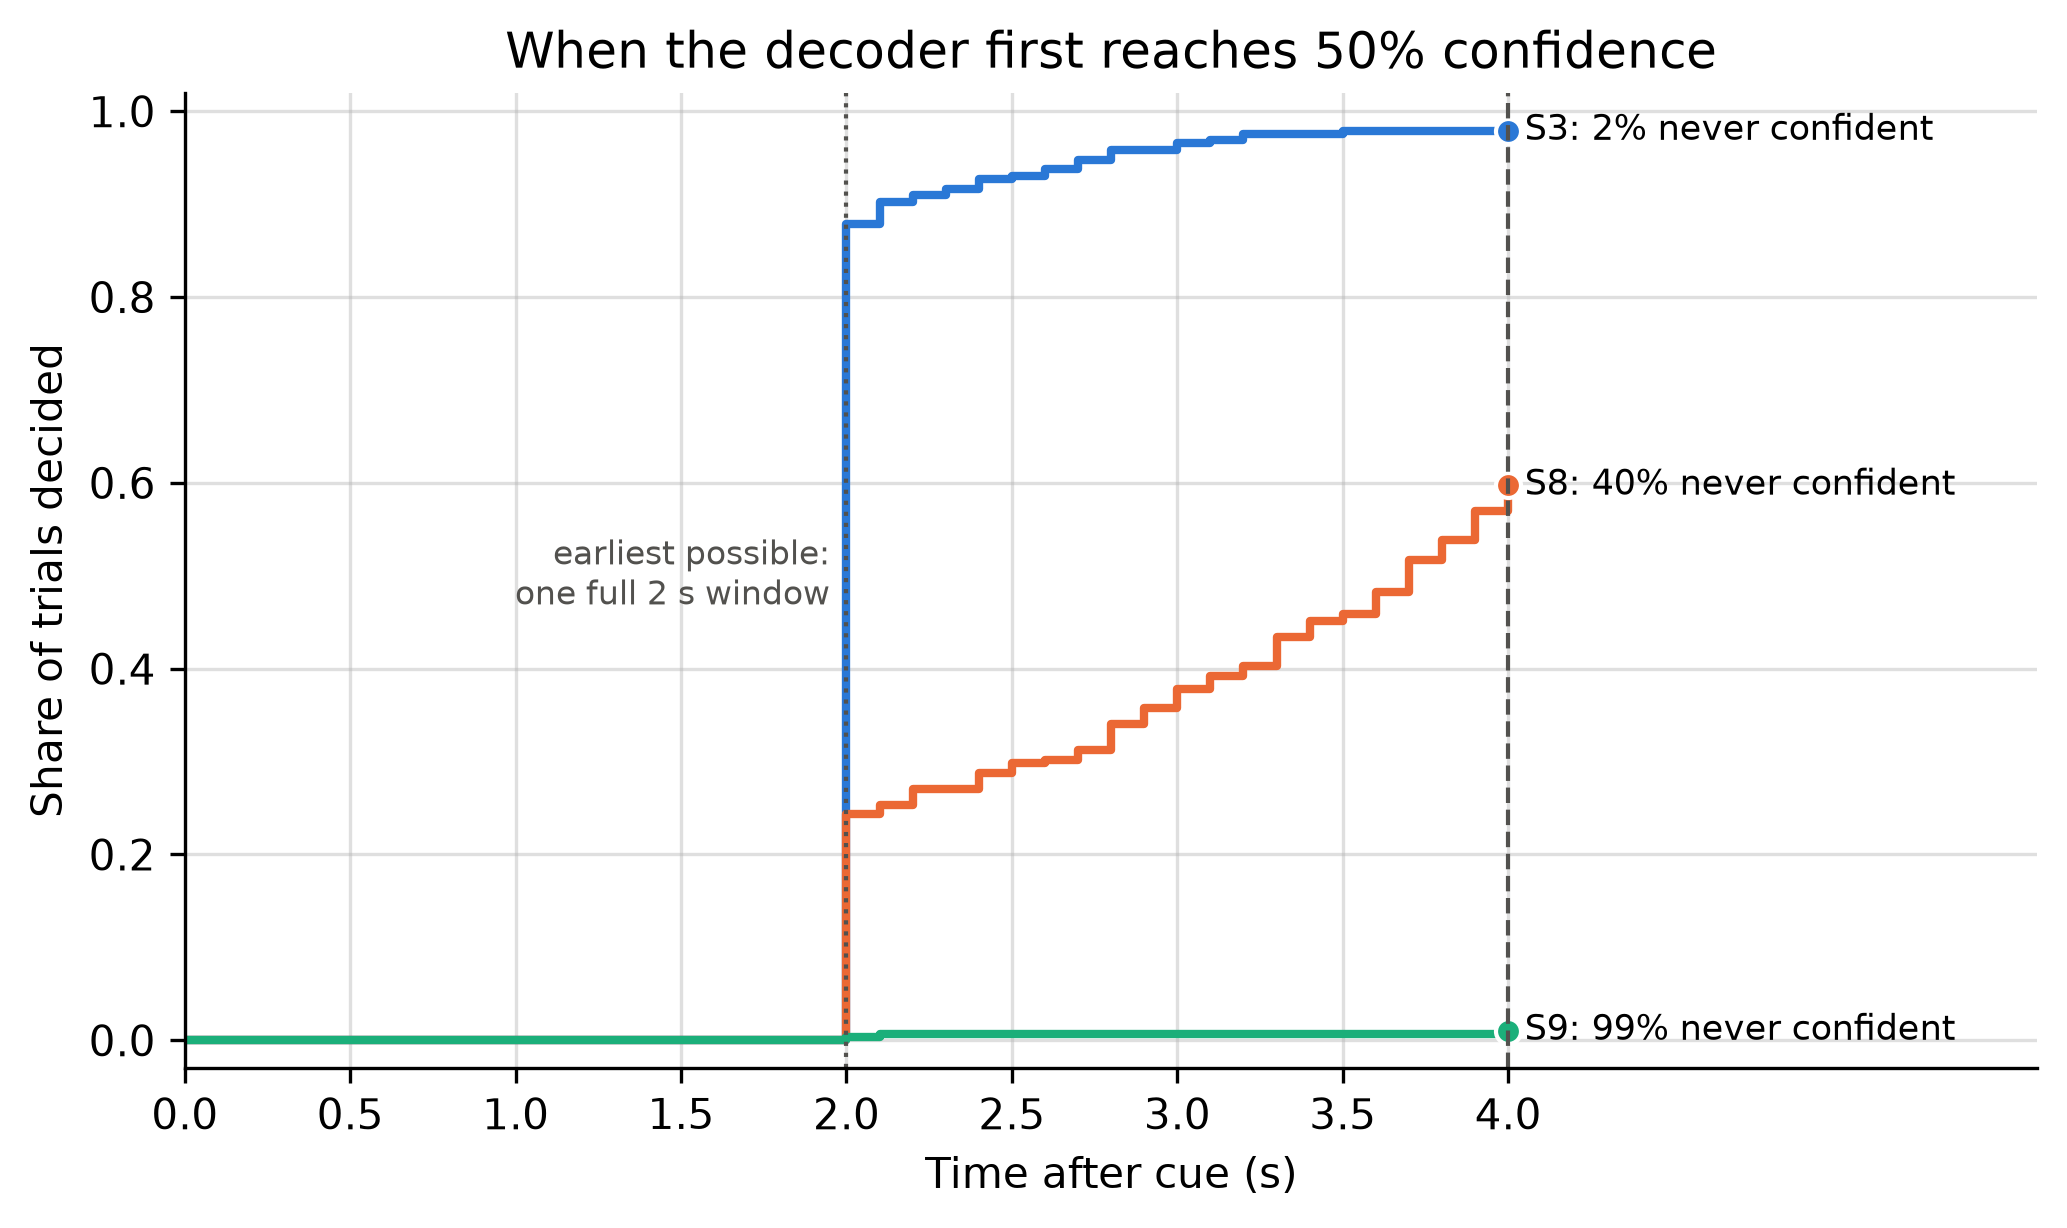 When the decoder first reaches 50% confidence
Share of trials decided
1.0
0.8
0.6
0.4
0.2
0.0
S3: 2% never confident
S8: 40% never confident
S9: 99% never confident
earliest possible:
one full 2 s window
0.0 0.5 1.0 1.5 2.0 2.5 3.0 3.5 4.0
Time after cue (s)